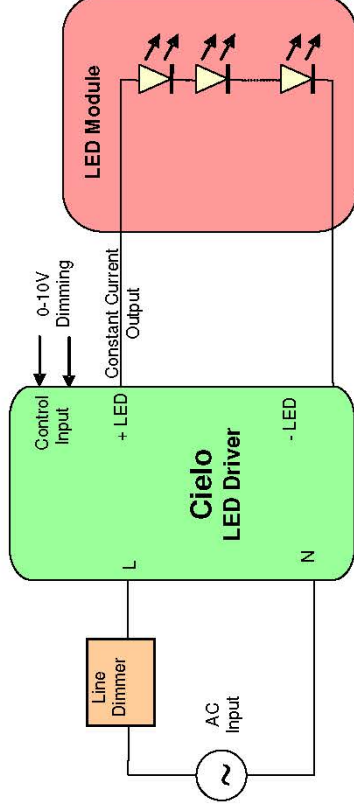 Line
Dimmer
AC
Input
~
L
N
Cielo
LED Driver
Control
Input
+ LED
- LED
0-10V
Dimming
Constant Current
Output
LED Module